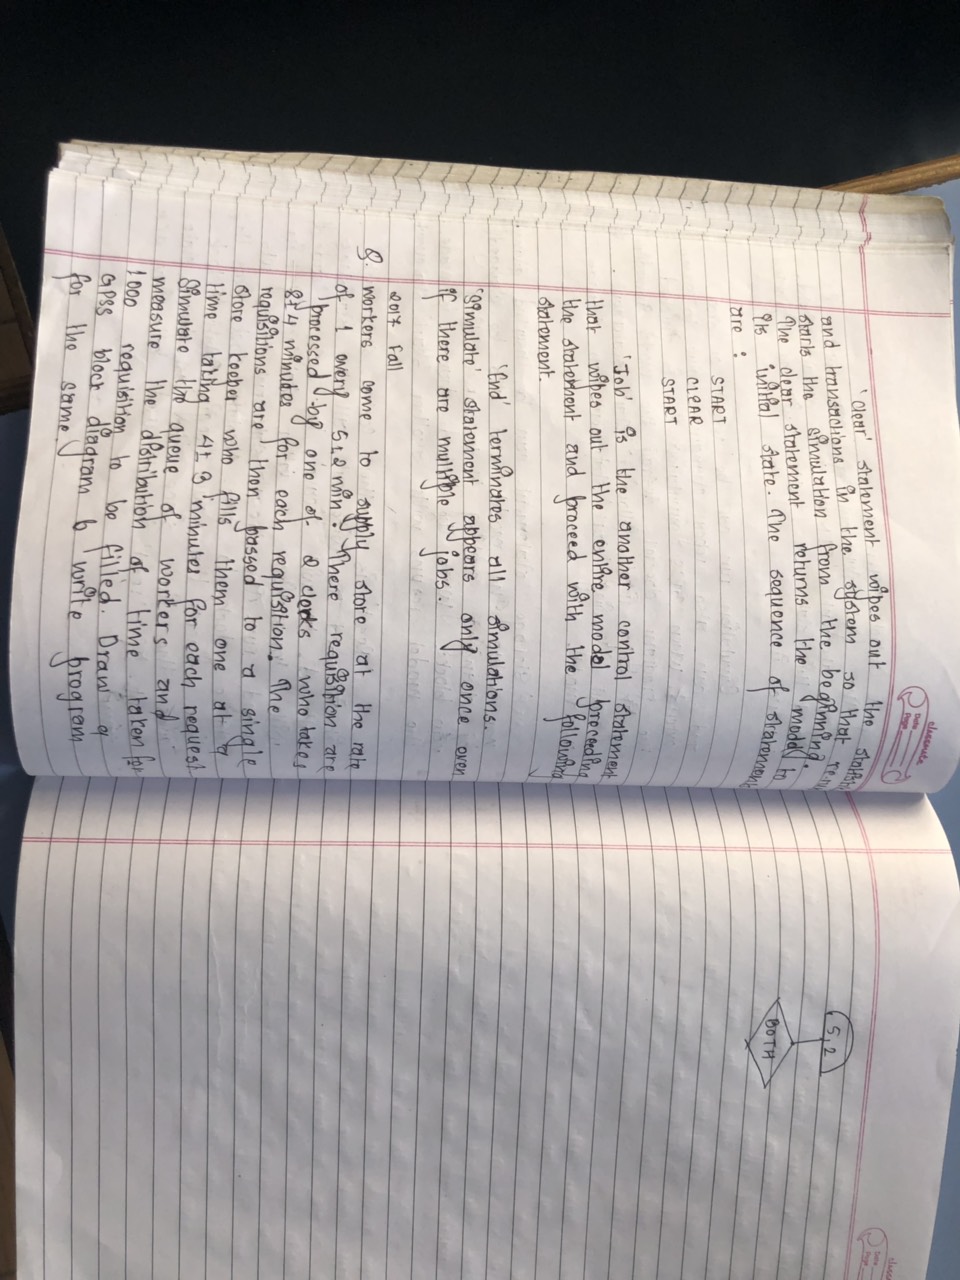 classmate
Date
Page
'Clear' statement wipes out the
and transactions in the system so that
starts the simulation from the beginning.
The clear statement returns the model to
its initial state. The sequence of statement
are :
START
CLEAR
START
'Job' is the another control statement
that wipes out the entire model preceeding
the statement and proceed with the following
statement.
'End' terminates all simulations.
'Simulate' statement appears only once even
if there are multiple jobs.
2017 Fall
Q. Workers come to supply store at the rate
of 1 every 5±2 min. There requisition are
processed by one of 2 clerks who takes
8±4 minutes for each requisition. The
requisitions are then passed to a single
store keeper who fills them one at a
time taking 4±3 minutes for each request.
Simulate the queue of workers and
measure the distribution of time taken for
1000 requisition to be filled. Draw a
GPSS block diagram & write program
for the same.
5,2
BOTH
Date
Page